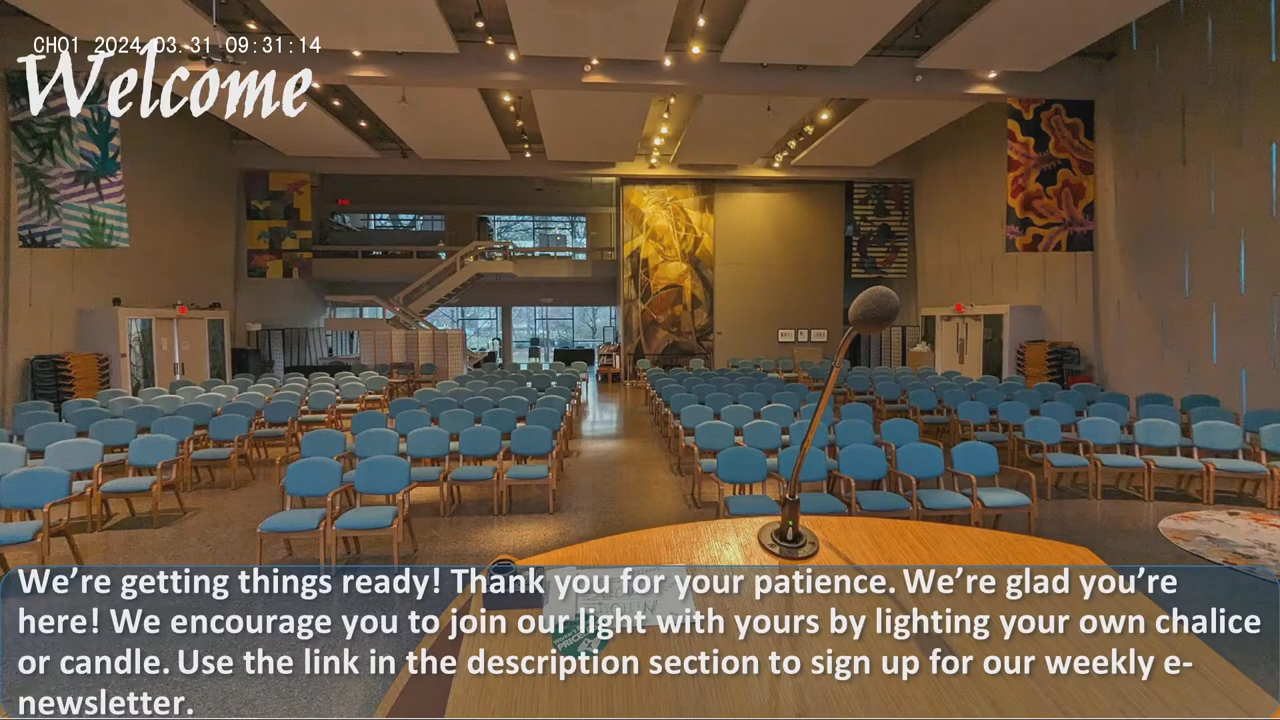 CH01 2024.03.31 09:31:14
Welcome
We're getting things ready! Thank you for your patience. We're glad you're
here! We encourage you to join our light with yours by lighting your own chalice
or candle. Use the link in the description section to sign up for our weekly e-
newsletter.